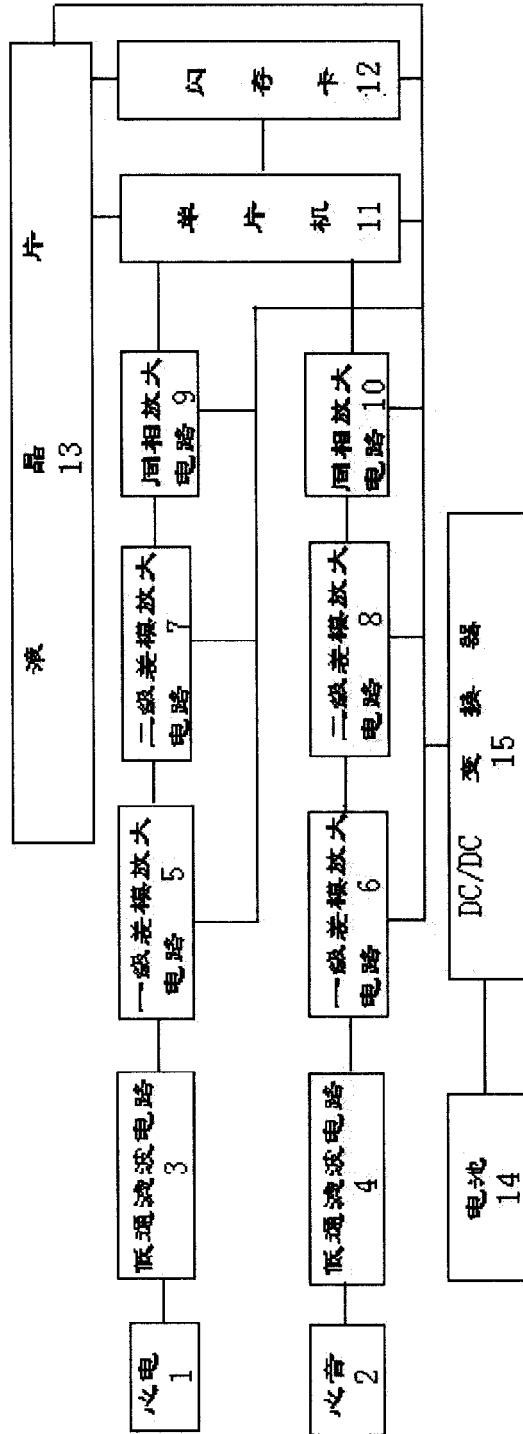 液 晶 片
13
心电
1
低通滤波电路
3
一级差模放大
电路 5
二级差模放大
电路 7
间相放大
电路 9
单 片 机
11
闪 存 卡
12
心音
2
低通滤波电路
4
一级差模放大
电路 6
二级差模放大
电路 8
间相放大
电路 10
电池
14
DC/DC 变 换 器
15